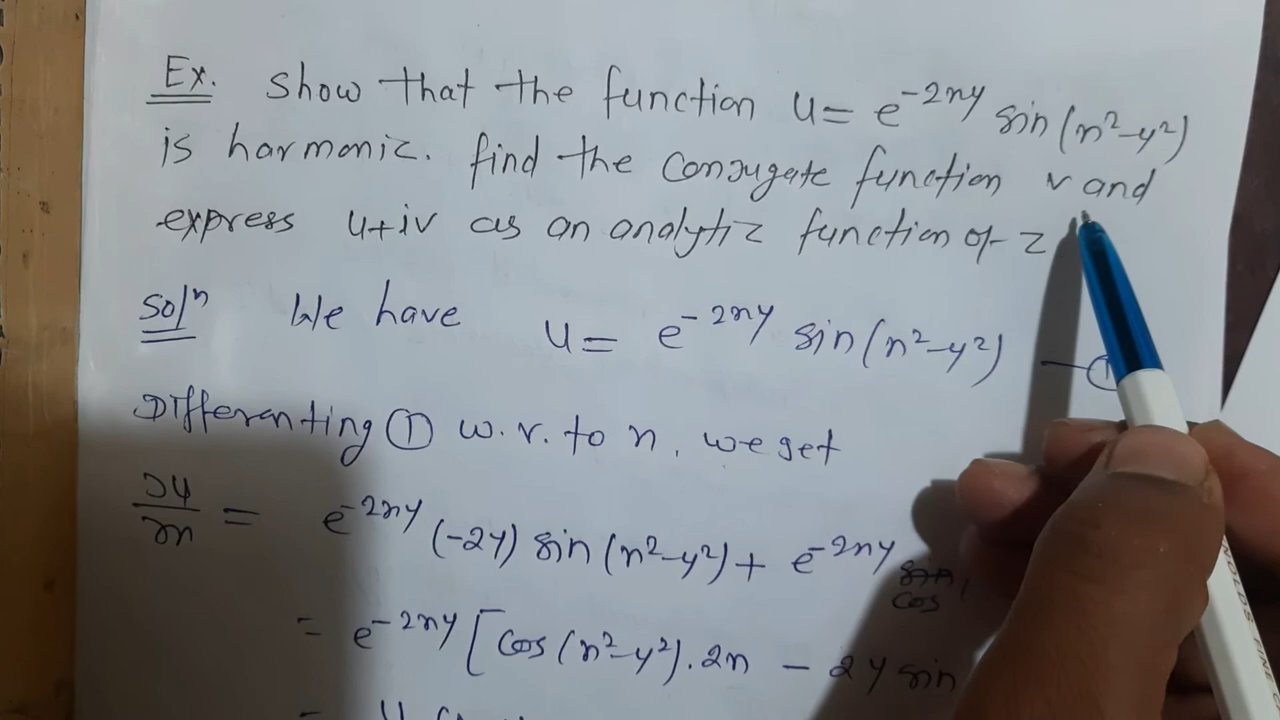 Ex. Show that the function u = e^{-2xy} sin(x²-y²)
is harmonic. find the conjugate function v and
express u+iv as an analytic function of z
Solⁿ We have u = e^{-2xy} sin(x²-y²) — ①
Differenting ① w.r. to x, we get
∂u/∂x = e^{-2xy} (-2y) sin(x²-y²) + e^{-2xy} cos
= e^{-2xy} [cos(x²-y²).2x - 2y sin
=